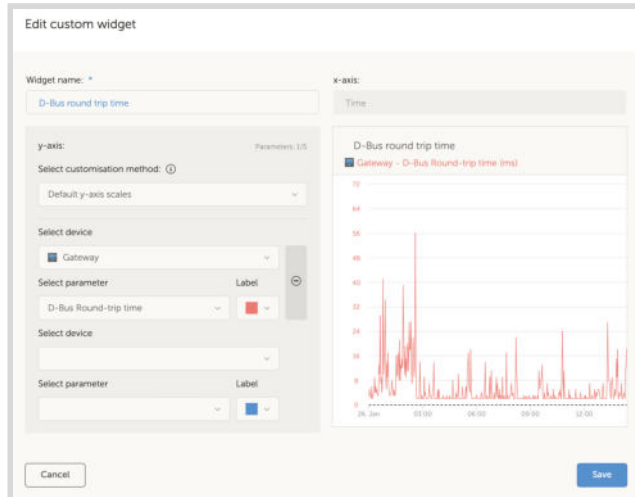 Edit custom widget
Widget name: *
D-Bus round trip time
y-axis:
Parameters: 1/5
Select customisation method:
Default y-axis scales
Select device
Gateway
Select parameter
Label
D-Bus Round-trip time
Select device
Select parameter
Label
x-axis:
Time
D-Bus round trip time
Gateway - D-Bus Round-trip time (ms)
72
64
56
48
40
32
24
16
8
0
26. Jan
03:00
06:00
09:00
12:00
Cancel
Save